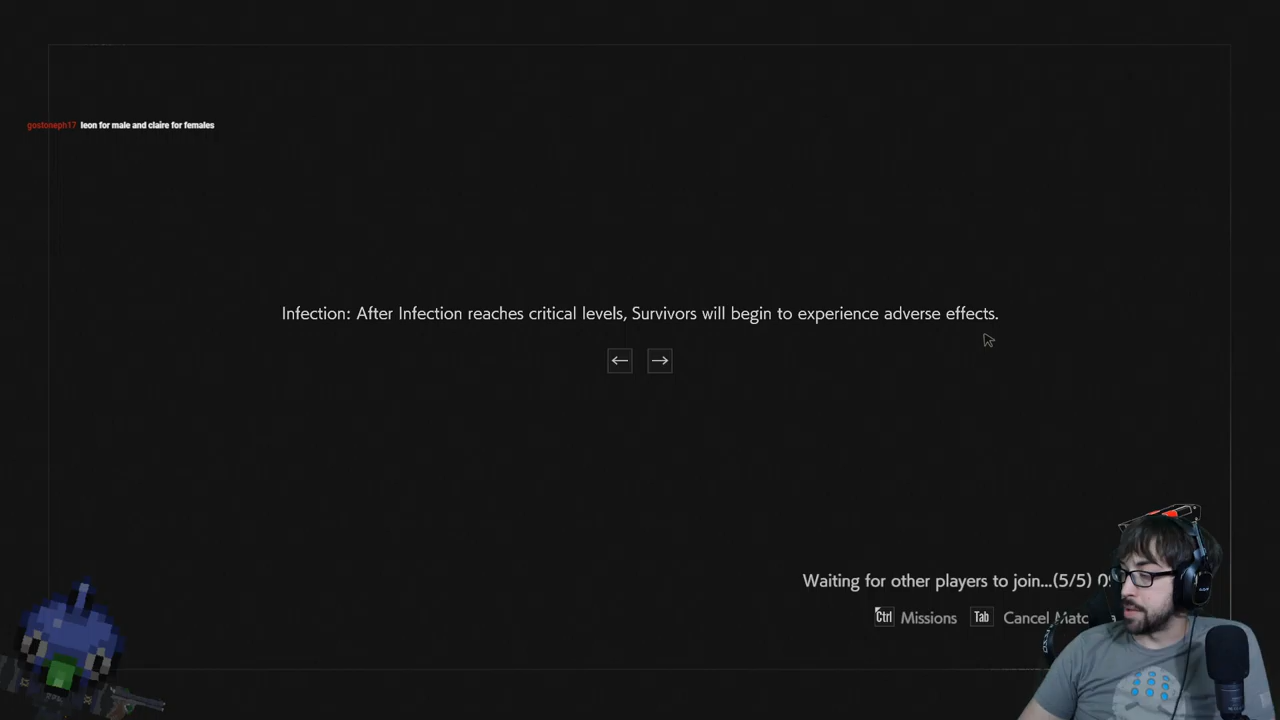 gostoneph17 leon for male and claire for females
Infection: After Infection reaches critical levels, Survivors will begin to experience adverse effects.
Waiting for other players to join...(5/5)
Ctrl Missions Tab Cancel